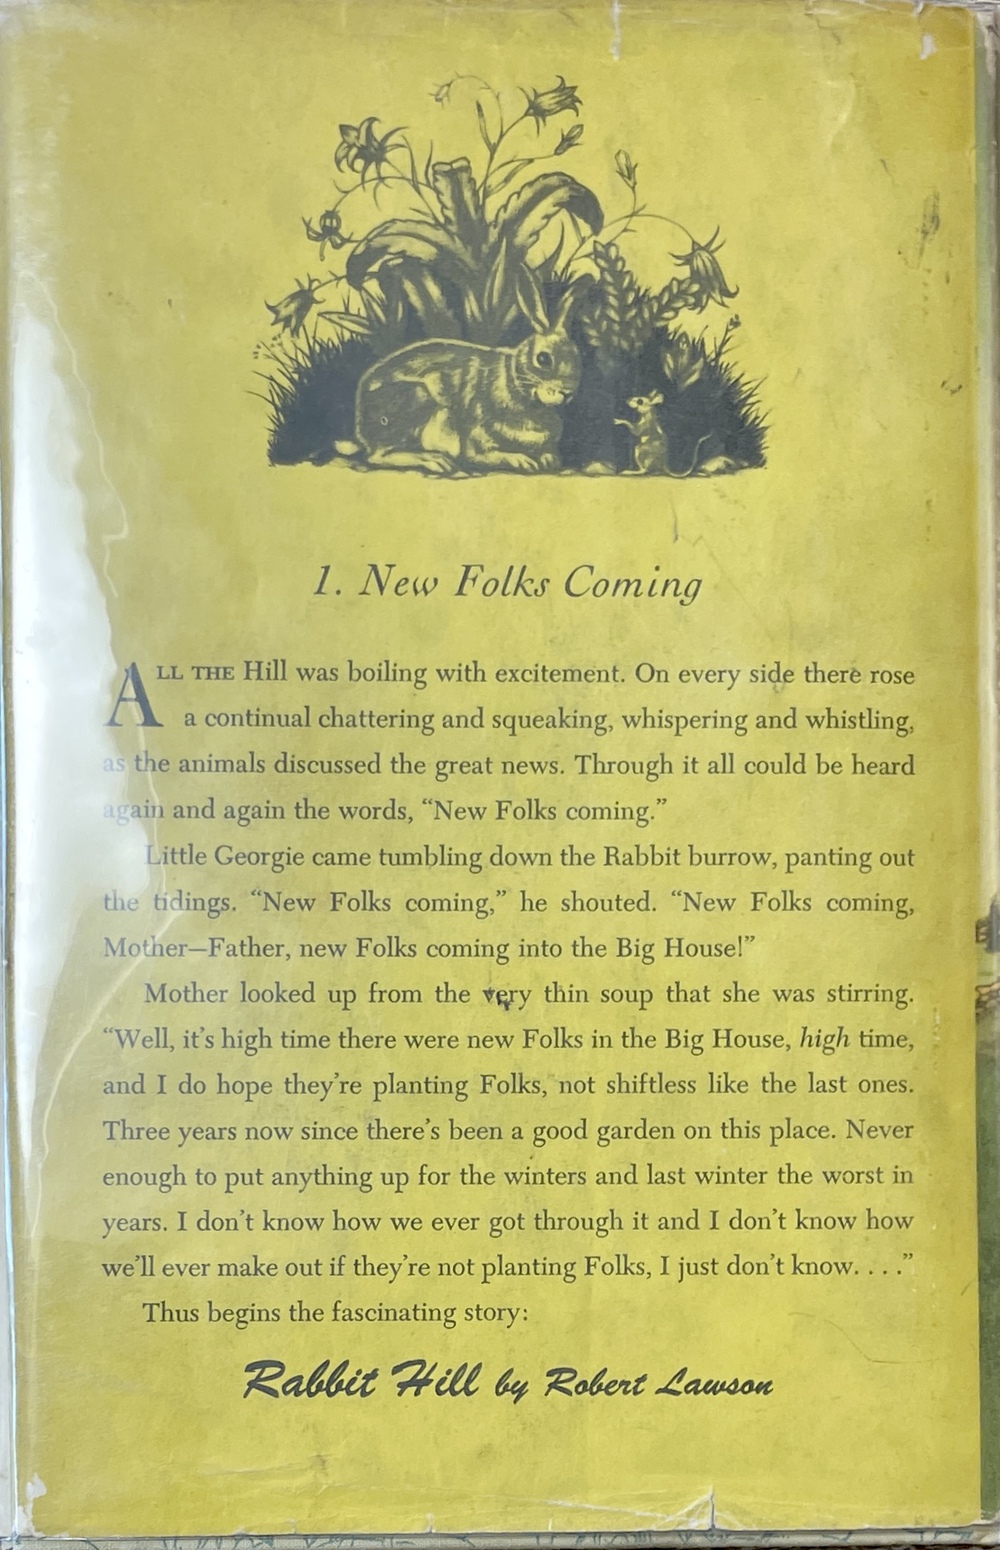 1. New Folks Coming
ALL THE Hill was boiling with excitement. On every side there rose
a continual chattering and squeaking, whispering and whistling,
as the animals discussed the great news. Through it all could be heard
again and again the words, “New Folks coming.”
Little Georgie came tumbling down the Rabbit burrow, panting out
the tidings. “New Folks coming,” he shouted. “New Folks coming,
Mother—Father, new Folks coming into the Big House!”
Mother looked up from the very thin soup that she was stirring.
“Well, it’s high time there were new Folks in the Big House, high time,
and I do hope they’re planting Folks, not shiftless like the last ones.
Three years now since there’s been a good garden on this place. Never
enough to put anything up for the winters and last winter the worst in
years. I don’t know how we ever got through it and I don’t know how
we’ll ever make out if they’re not planting Folks, I just don’t know. . . .”
Thus begins the fascinating story:
Rabbit Hill by Robert Lawson